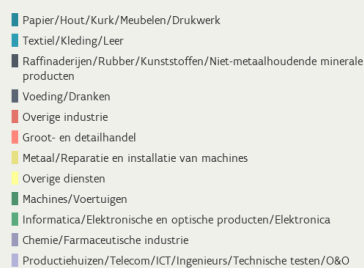 Papier/Hout/Kurk/Meubelen/Drukwerk
Textiel/Kleding/Leer
Raffinaderijen/Rubber/Kunststoffen/Niet-metaalhoudende minerale
producten
Voeding/Dranken
Overige industrie
Groot- en detailhandel
Metaal/Reparatie en installatie van machines
Overige diensten
Machines/Voertuigen
Informatica/Elektronische en optische producten/Elektronica
Chemie/Farmaceutische industrie
Productiehuizen/Telecom/ICT/Ingenieurs/Technische testen/O&O